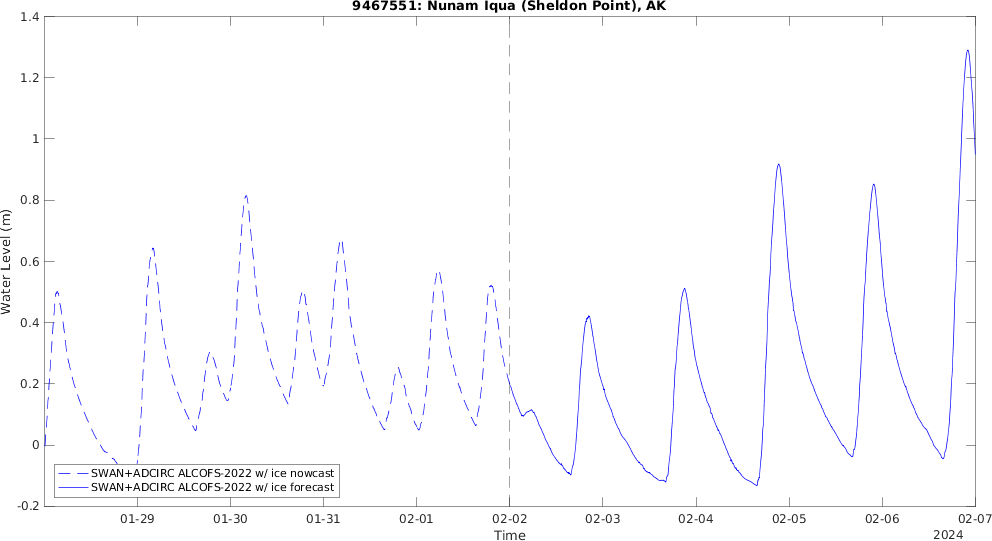 9467551: Nunam Iqua (Sheldon Point), AK
1.4
1.2
1
0.8
0.6
0.4
0.2
0
-0.2
Water Level (m)
SWAN+ADCIRC ALCOFS-2022 w/ ice nowcast
SWAN+ADCIRC ALCOFS-2022 w/ ice forecast
01-29 01-30 01-31 02-01 02-02 02-03 02-04 02-05 02-06 02-07
Time
2024